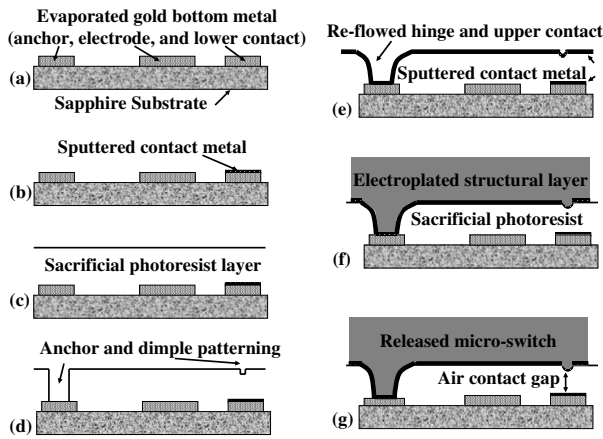 Evaporated gold bottom metal
(anchor, electrode, and lower contact)
(a)
Sapphire Substrate
Sputtered contact metal
(b)
Sacrificial photoresist layer
(c)
Anchor and dimple patterning
(d)
Re-flowed hinge and upper contact
Sputtered contact metal
(e)
Electroplated structural layer
Sacrificial photoresist
(f)
Released micro-switch
Air contact gap
(g)